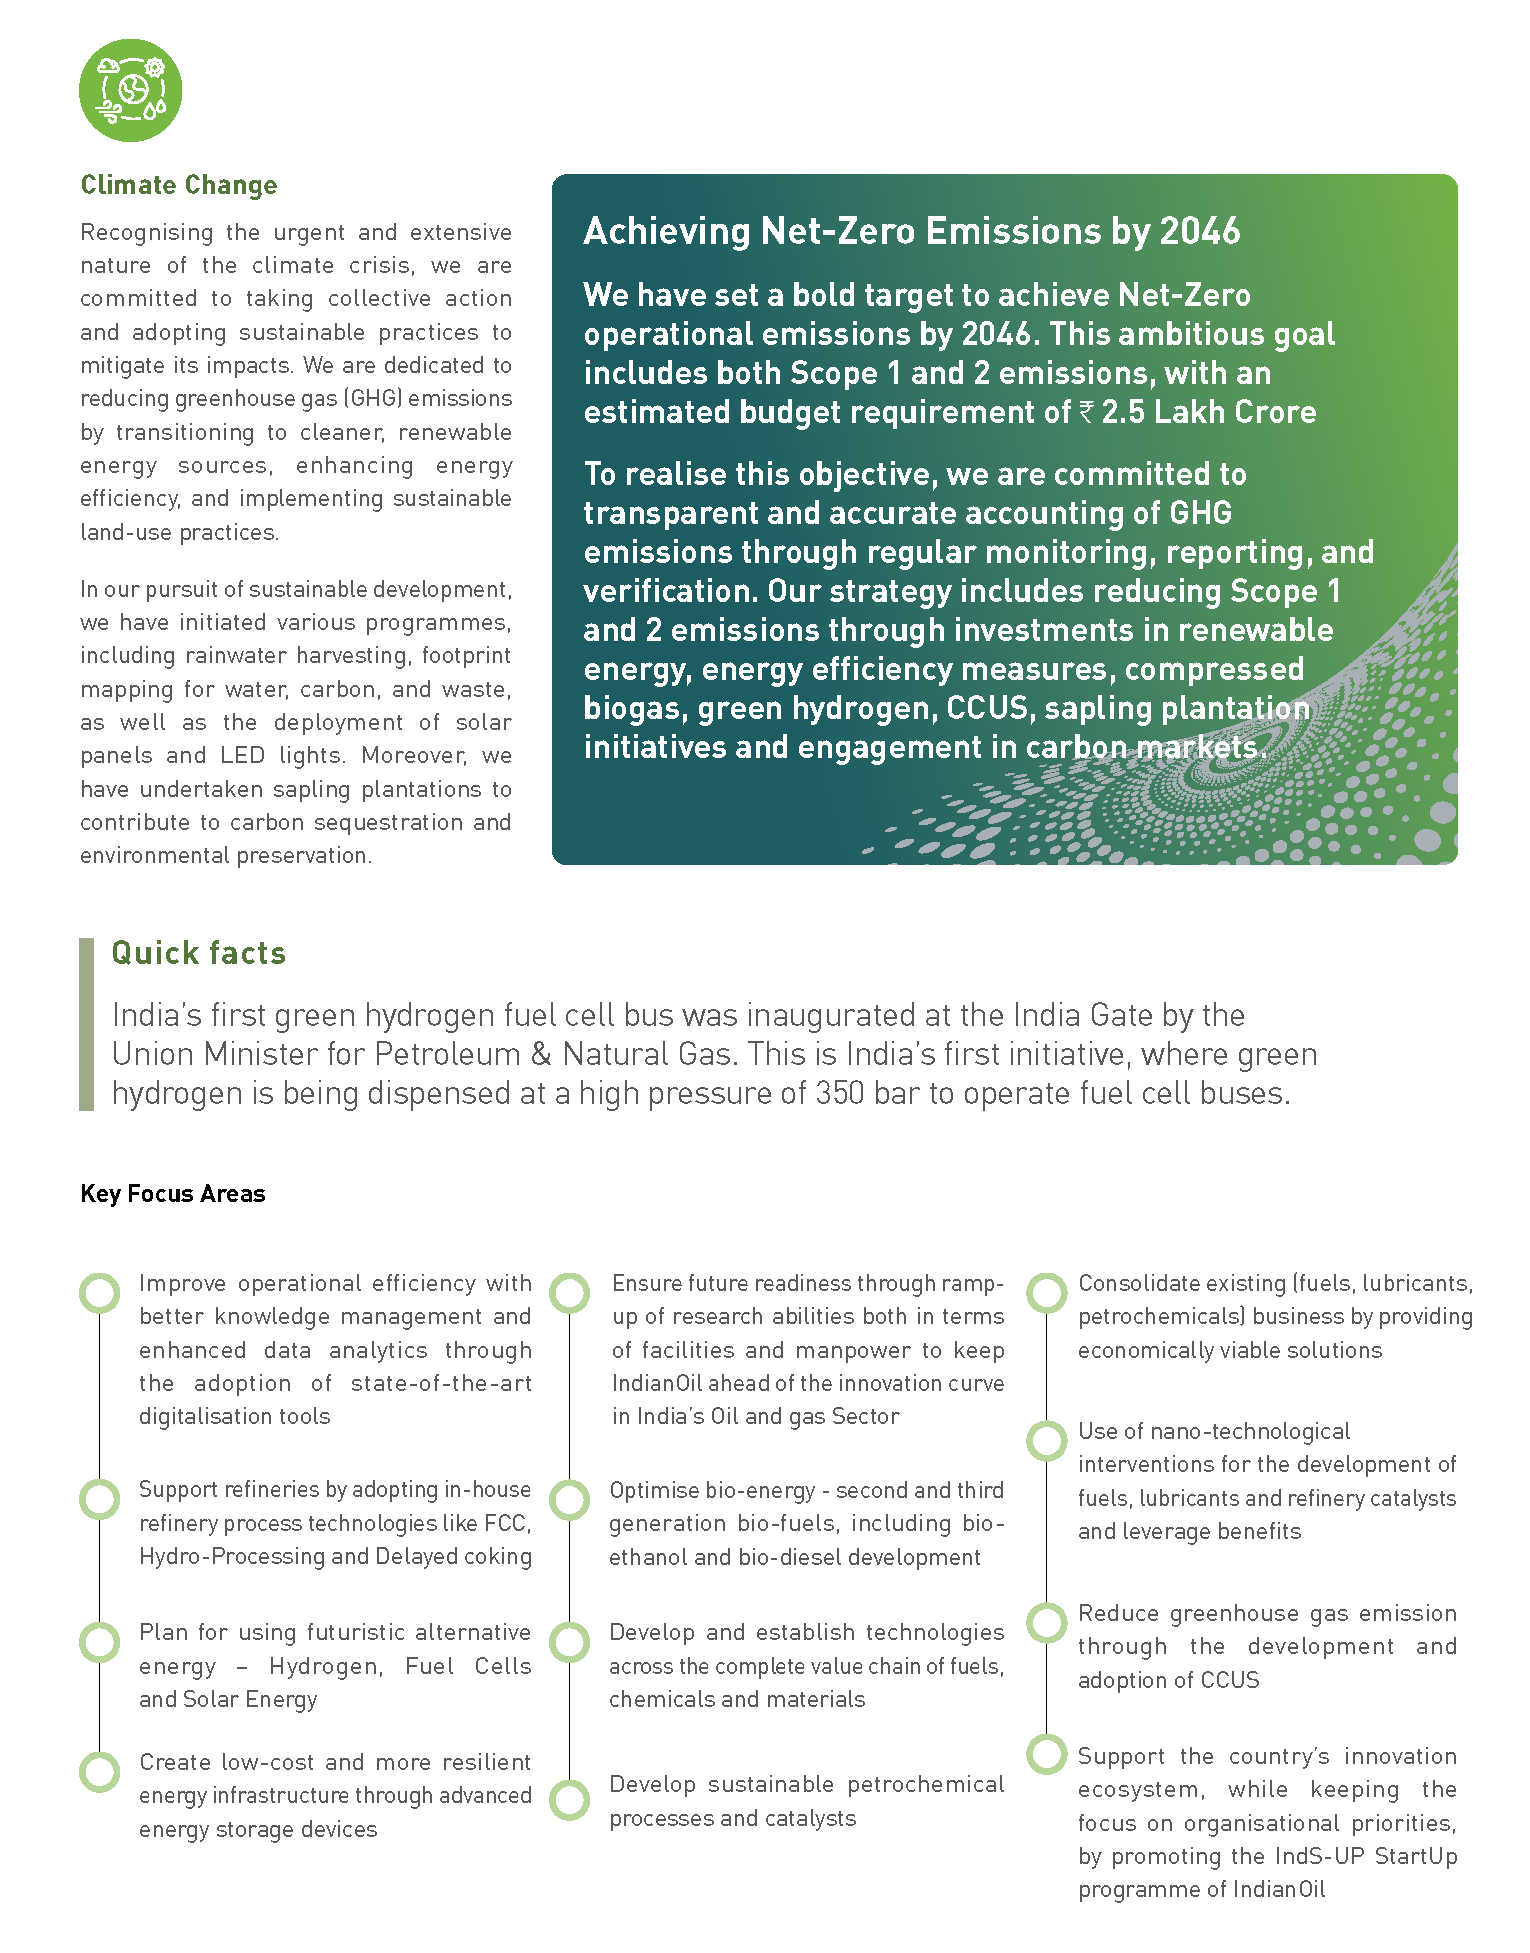 Climate Change
Recognising the urgent and extensive
nature of the climate crisis, we are
committed to taking collective action
and adopting sustainable practices to
mitigate its impacts. We are dedicated to
reducing greenhouse gas (GHG) emissions
by transitioning to cleaner, renewable
energy sources, enhancing energy
efficiency, and implementing sustainable
land-use practices.
In our pursuit of sustainable development,
we have initiated various programmes,
including rainwater harvesting, footprint
mapping for water, carbon, and waste,
as well as the deployment of solar
panels and LED lights. Moreover, we
have undertaken sapling plantations to
contribute to carbon sequestration and
environmental preservation.
Achieving Net-Zero Emissions by 2046
We have set a bold target to achieve Net-Zero
operational emissions by 2046. This ambitious goal
includes both Scope 1 and 2 emissions, with an
estimated budget requirement of ₹ 2.5 Lakh Crore
To realise this objective, we are committed to
transparent and accurate accounting of GHG
emissions through regular monitoring, reporting, and
verification. Our strategy includes reducing Scope 1
and 2 emissions through investments in renewable
energy, energy efficiency measures, compressed
biogas, green hydrogen, CCUS, sapling plantation
initiatives and engagement in carbon markets.
Quick facts
India's first green hydrogen fuel cell bus was inaugurated at the India Gate by the
Union Minister for Petroleum & Natural Gas. This is India's first initiative, where green
hydrogen is being dispensed at a high pressure of 350 bar to operate fuel cell buses.
Key Focus Areas
Improve operational efficiency with
better knowledge management and
enhanced data analytics through
the adoption of state-of-the-art
digitalisation tools
Support refineries by adopting in-house
refinery process technologies like FCC,
Hydro-Processing and Delayed coking
Plan for using futuristic alternative
energy – Hydrogen, Fuel Cells
and Solar Energy
Create low-cost and more resilient
energy infrastructure through advanced
energy storage devices
Ensure future readiness through ramp-
up of research abilities both in terms
of facilities and manpower to keep
IndianOil ahead of the innovation curve
in India's Oil and gas Sector
Optimise bio-energy - second and third
generation bio-fuels, including bio-
ethanol and bio-diesel development
Develop and establish technologies
across the complete value chain of fuels,
chemicals and materials
Develop sustainable petrochemical
processes and catalysts
Consolidate existing (fuels, lubricants,
petrochemicals) business by providing
economically viable solutions
Use of nano-technological
interventions for the development of
fuels, lubricants and refinery catalysts
and leverage benefits
Reduce greenhouse gas emission
through the development and
adoption of CCUS
Support the country's innovation
ecosystem, while keeping the
focus on organisational priorities,
by promoting the IndS-UP StartUp
programme of IndianOil